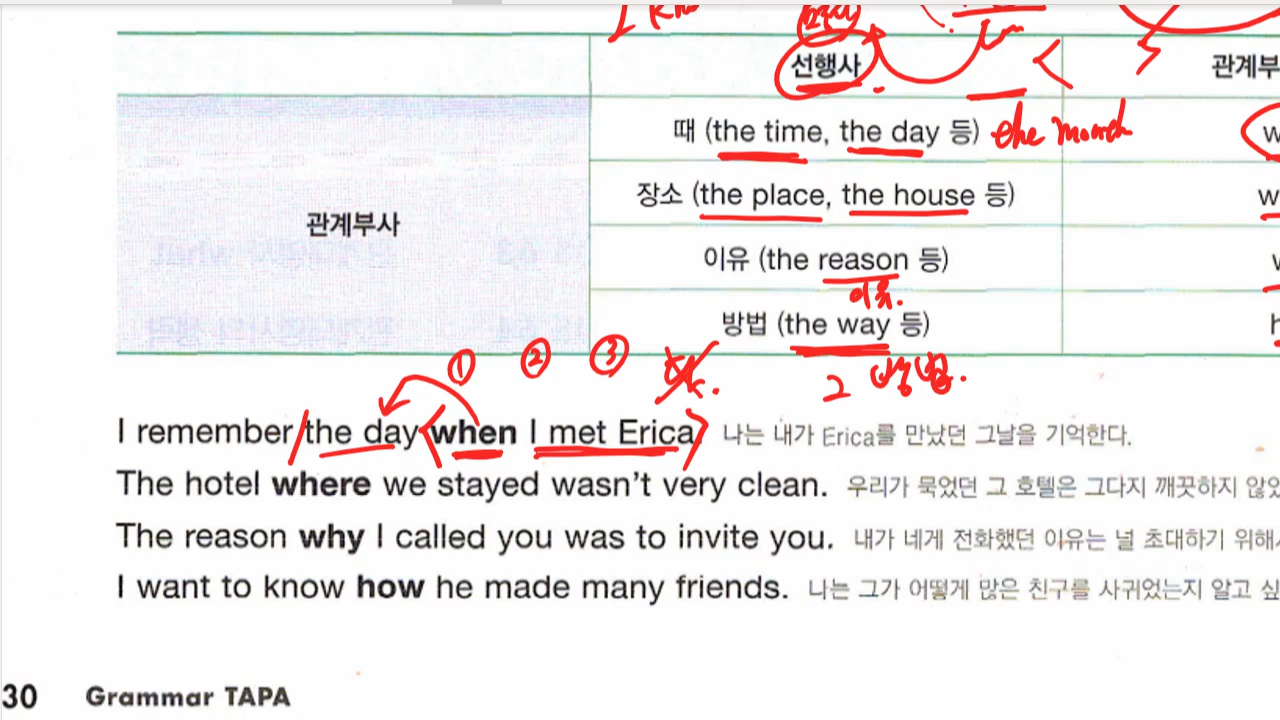 선행사
관계부
때 (the time, the day 등) the month
장소 (the place, the house 등)
관계부사
이유 (the reason 등)
이유.
방법 (the way 등)
① ② ③
그 방법.
I remember the day when I met Erica. 나는 내가 Erica를 만났던 그날을 기억한다.
The hotel where we stayed wasn't very clean. 우리가 묵었던 그 호텔은 그다지 깨끗하지 않았
The reason why I called you was to invite you. 내가 네게 전화했던 이유는 널 초대하기 위해
I want to know how he made many friends. 나는 그가 어떻게 많은 친구를 사귀었는지 알고 싶
30 Grammar TAPA